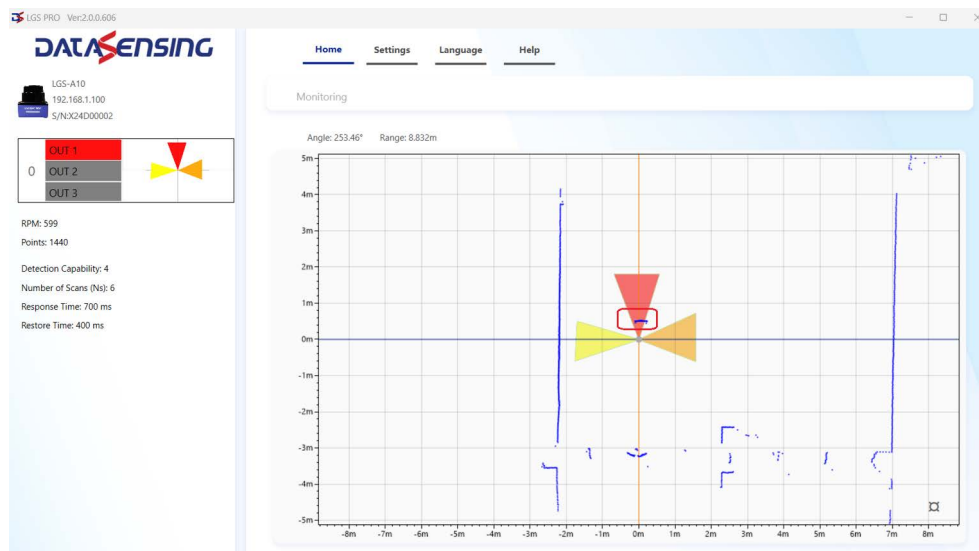 LGS PRO Ver:2.0.0.606
DATASENSING
Home Settings Language Help
LGS-A10
192.168.1.100
S/N:X24D00002
Monitoring
Angle: 253.46° Range: 8.832m
OUT 1
0 OUT 2
OUT 3
RPM: 599
Points: 1440
Detection Capability: 4
Number of Scans (Ns): 6
Response Time: 700 ms
Restore Time: 400 ms
5m
4m
3m
2m
1m
0m
-1m
-2m
-3m
-4m
-5m
-8m -7m -6m -5m -4m -3m -2m -1m 0m 1m 2m 3m 4m 5m 6m 7m 8m